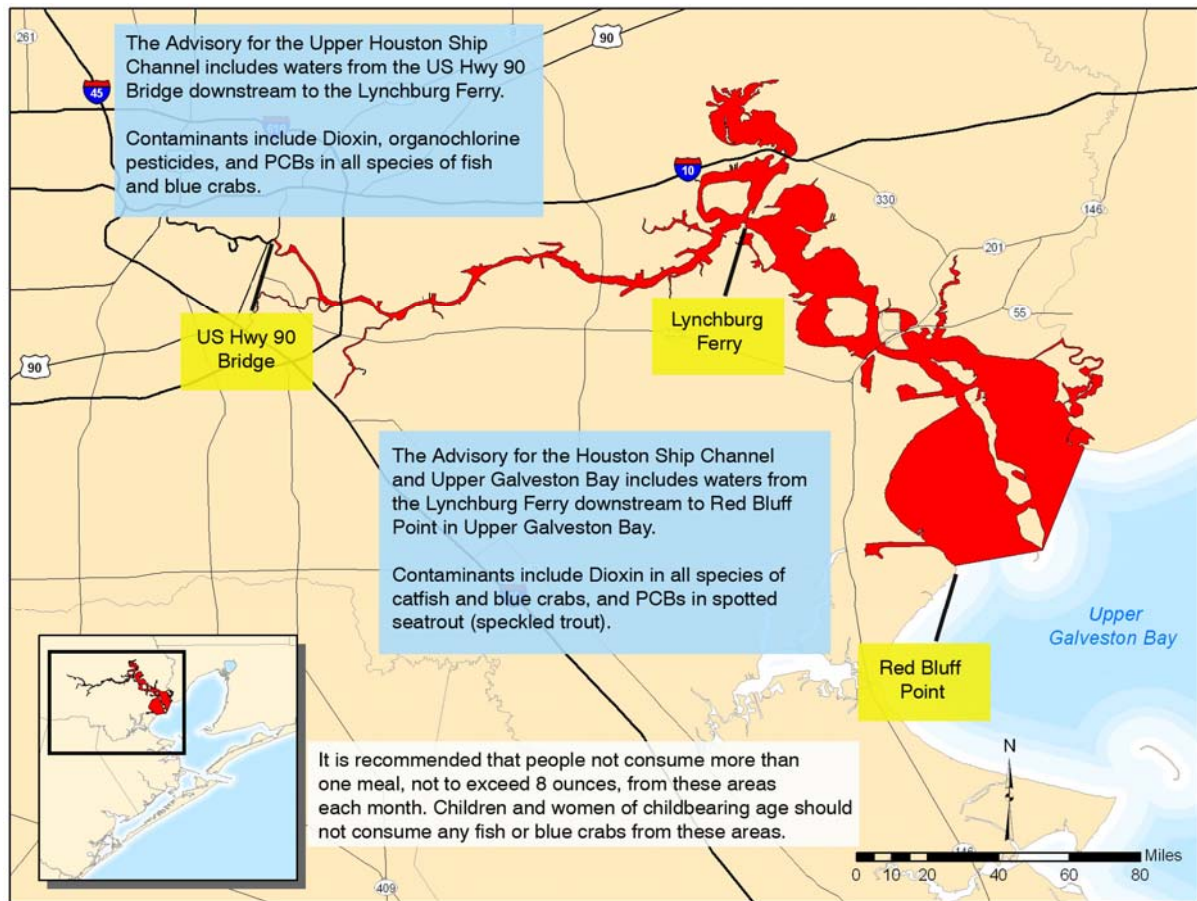 261
90
45
The Advisory for the Upper Houston Ship
Channel includes waters from the US Hwy 90
Bridge downstream to the Lynchburg Ferry.
Contaminants include Dioxin, organochlorine
pesticides, and PCBs in all species of fish
and blue crabs.
10
330
146
201
55
US Hwy 90
Bridge
Lynchburg
Ferry
90
The Advisory for the Houston Ship Channel
and Upper Galveston Bay includes waters from
the Lynchburg Ferry downstream to Red Bluff
Point in Upper Galveston Bay.
Contaminants include Dioxin in all species of
catfish and blue crabs, and PCBs in spotted
seatrout (speckled trout).
Upper
Galveston Bay
Red Bluff
Point
It is recommended that people not consume more than
one meal, not to exceed 8 ounces, from these areas
each month. Children and women of childbearing age should
not consume any fish or blue crabs from these areas.
N
146
Miles
0 10 20 40 60 80
409